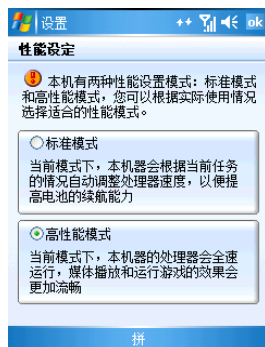 设置 ok
性能设定
本机有两种性能设置模式：标准模式
和高性能模式，您可以根据实际使用情况
选择适合的性能模式。
标准模式
当前模式下，本机器会根据当前任务
的情况自动调整处理器速度，以便提
高电池的续航能力
高性能模式
当前模式下，本机器的处理器会全速
运行，媒体播放和运行游戏的效果会
更加流畅
拼